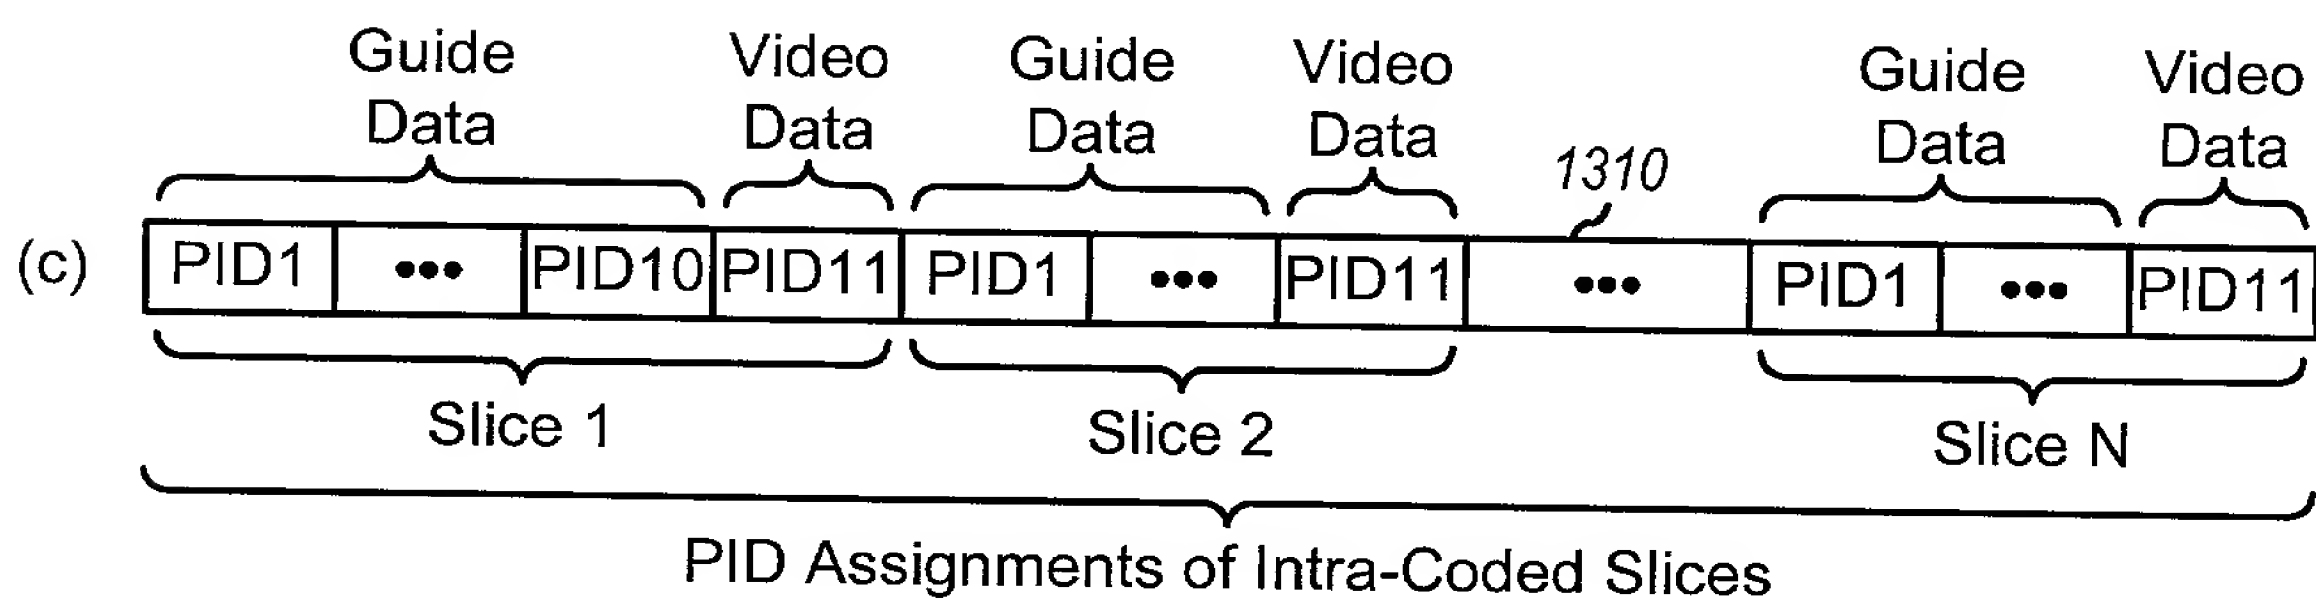 Guide Data
Video Data
Guide Data
Video Data
Guide Data
Video Data
1310
(c)
PID1 ••• PID10 PID11 PID1 ••• PID11 ••• PID1 ••• PID11
Slice 1
Slice 2
Slice N
PID Assignments of Intra-Coded Slices